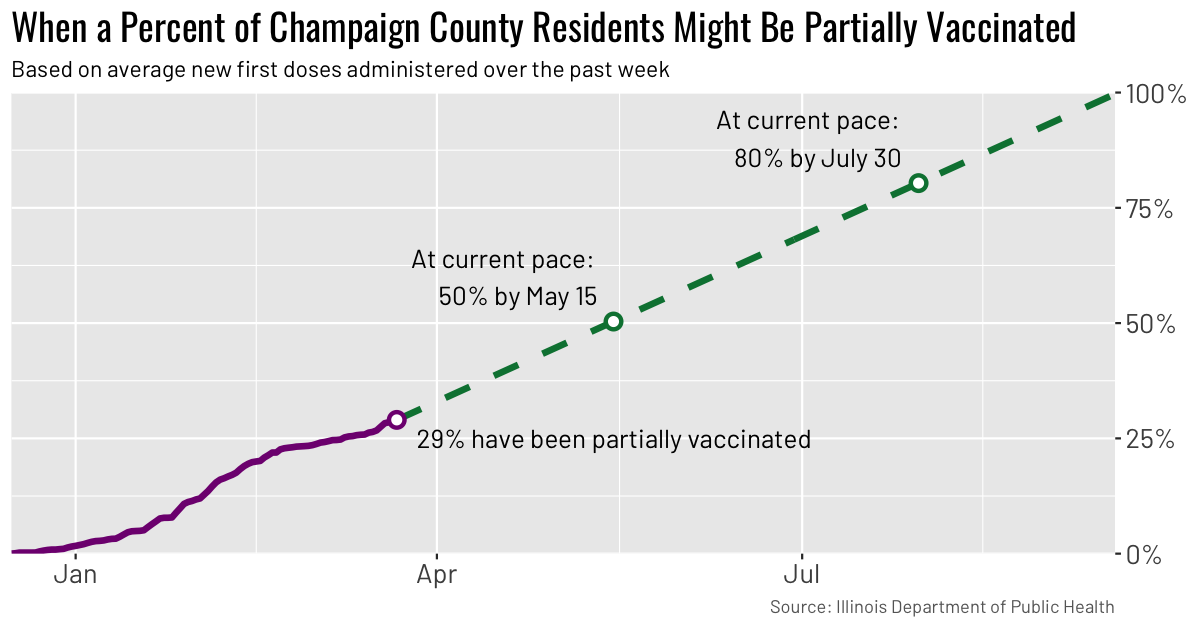 When a Percent of Champaign County Residents Might Be Partially Vaccinated
Based on average new first doses administered over the past week
100%
At current pace:
80% by July 30
75%
At current pace:
50% by May 15
50%
29% have been partially vaccinated
25%
0%
Jan
Apr
Jul
Source: Illinois Department of Public Health